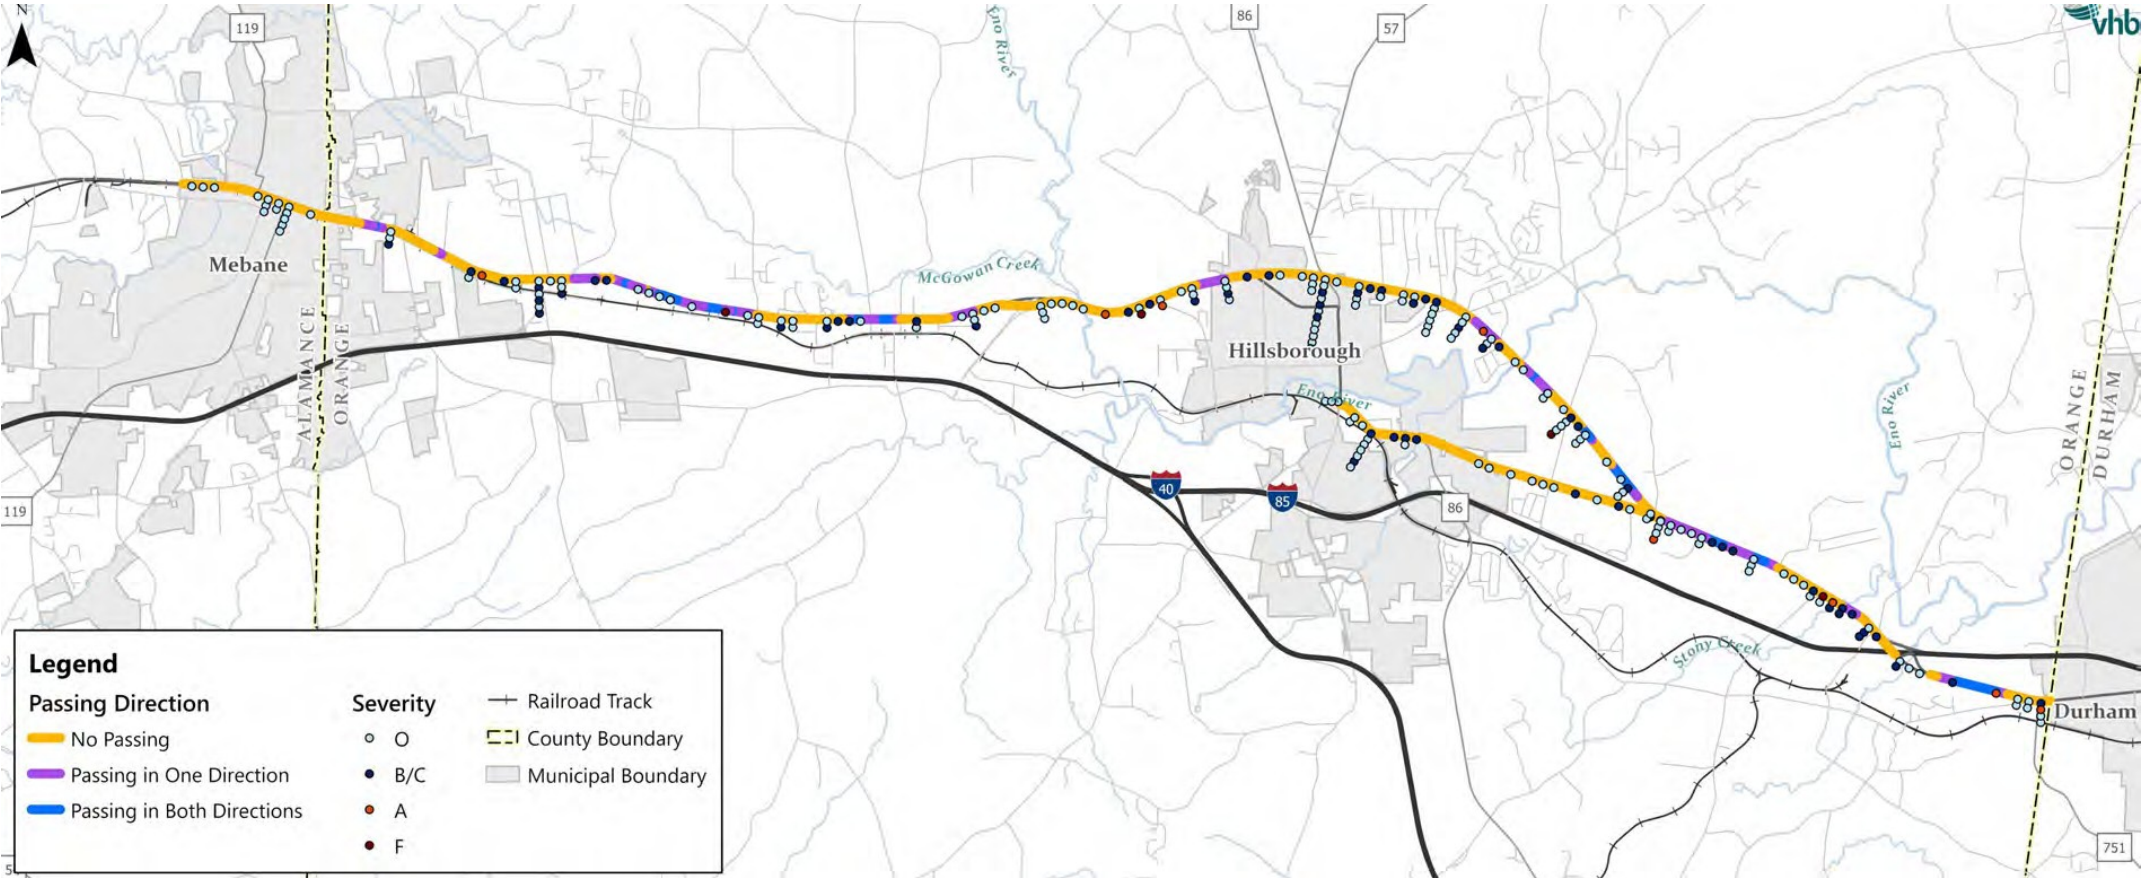 N
119
86
57
vhb
Eno River
McGowan Creek
Mebane
Hillsborough
Eno River
Eno River
ALAMANCE
ORANGE
ORANGE
DURHAM
40
85
86
119
Stony Creek
Durham
751
5
Legend
Passing Direction
No Passing
Passing in One Direction
Passing in Both Directions
Severity
O
B/C
A
F
Railroad Track
County Boundary
Municipal Boundary